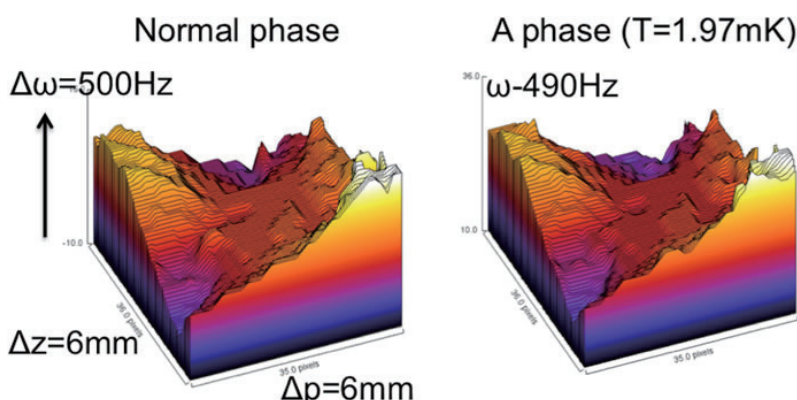 Normal phase
Δω=500Hz
-10.0
36.0 pixels
35.0 pixels
Δz=6mm
Δp=6mm
A phase (T=1.97mK)
36.0
ω-490Hz
10.0
36.0 pixels
35.0 pixels